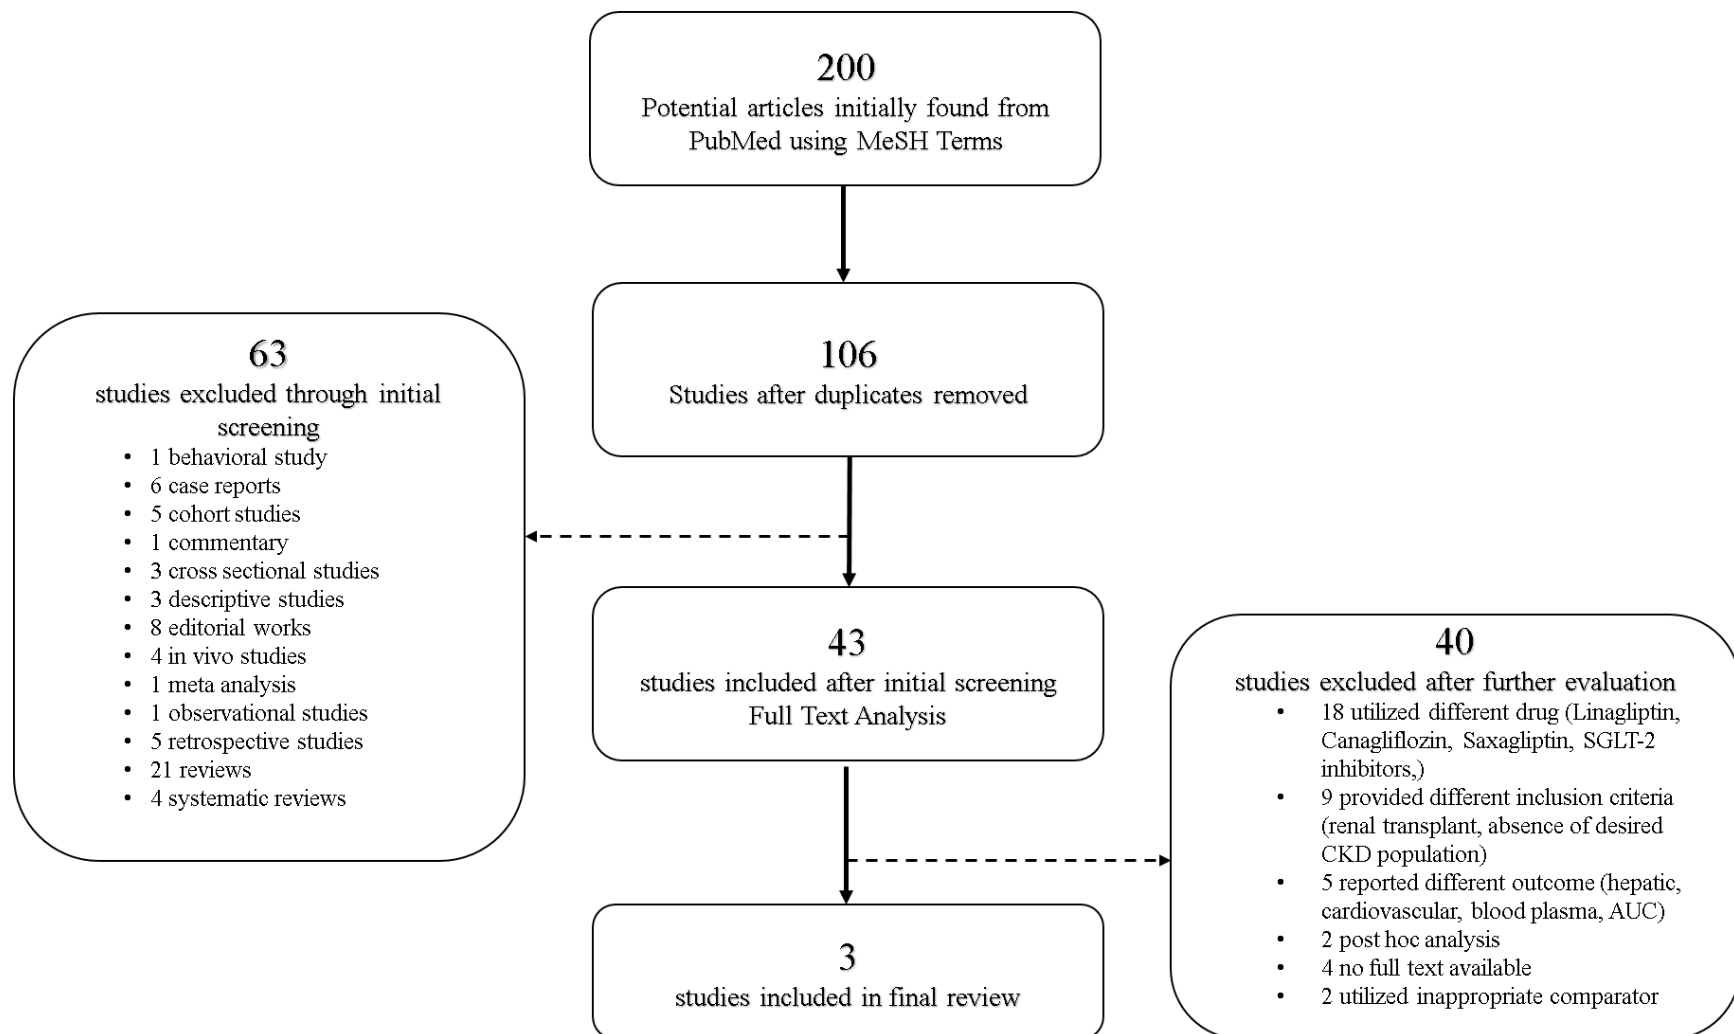 200
Potential articles initially found from
PubMed using MeSH Terms
106
Studies after duplicates removed
63
studies excluded through initial
screening
• 1 behavioral study
• 6 case reports
• 5 cohort studies
• 1 commentary
• 3 cross sectional studies
• 3 descriptive studies
• 8 editorial works
• 4 in vivo studies
• 1 meta analysis
• 1 observational studies
• 5 retrospective studies
• 21 reviews
• 4 systematic reviews
43
studies included after initial screening
Full Text Analysis
40
studies excluded after further evaluation
• 18 utilized different drug (Linagliptin,
Canagliflozin, Saxagliptin, SGLT-2
inhibitors,)
• 9 provided different inclusion criteria
(renal transplant, absence of desired
CKD population)
• 5 reported different outcome (hepatic,
cardiovascular, blood plasma, AUC)
• 2 post hoc analysis
• 4 no full text available
• 2 utilized inappropriate comparator
3
studies included in final review